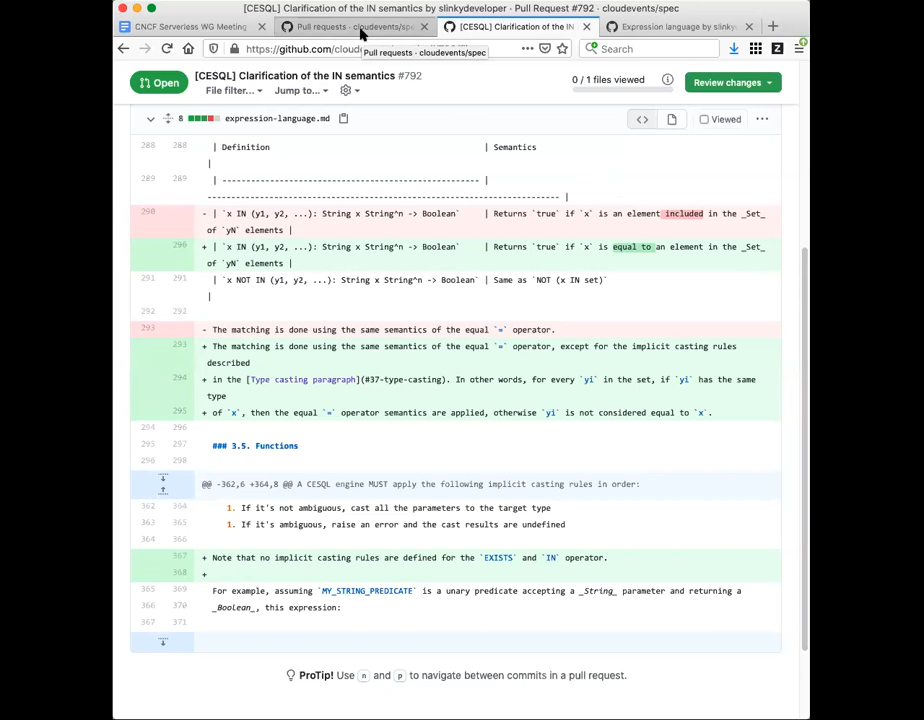 [CESQL] Clarification of the IN semantics by slinkydeveloper · Pull Request #792 · cloudevents/spec
CNCF Serverless WG Meeting
Pull requests · cloudevents/spec
[CESQL] Clarification of the IN
Expression language by slinky
https://github.com/cloude
Pull requests · cloudevents/spec
Search
Open
[CESQL] Clarification of the IN semantics #792
File filter...
Jump to...
0 / 1 files viewed
Review changes
8 expression-language.md
Viewed
288 288 | Definition | Semantics
|
289 289 | ------------------------------------------------------- |
------------------------------------------------------------------------- |
290 - | `x IN (y1, y2, ...): String x String^n -> Boolean` | Returns `true` if `x` is an element included in the _Set_
of `yN` elements |
290 + | `x IN (y1, y2, ...): String x String^n -> Boolean` | Returns `true` if `x` is equal to an element in the _Set_
of `yN` elements |
291 291 | `x NOT IN (y1, y2, ...): String x String^n -> Boolean` | Same as `NOT (x IN set)`
|
292 292
293 - The matching is done using the same semantics of the equal `=` operator.
293 + The matching is done using the same semantics of the equal `=` operator, except for the implicit casting rules
described
294 + in the [Type casting paragraph](#37-type-casting). In other words, for every `yi` in the set, if `yi` has the same
type
295 + of `x`, then the equal `=` operator semantics are applied, otherwise `yi` is not considered equal to `x`.
294 296
295 297 ### 3.5. Functions
296 298
@@ -362,6 +364,8 @@ A CESQL engine MUST apply the following implicit casting rules in order:
362 364 1. If it's not ambiguous, cast all the parameters to the target type
363 365 1. If it's ambiguous, raise an error and the cast results are undefined
364 366
367 + Note that no implicit casting rules are defined for the `EXISTS` and `IN` operator.
368 +
365 369 For example, assuming `MY_STRING_PREDICATE` is a unary predicate accepting a _String_ parameter and returning a
366 370 _Boolean_, this expression:
367 371
ProTip! Use n and p to navigate between commits in a pull request.